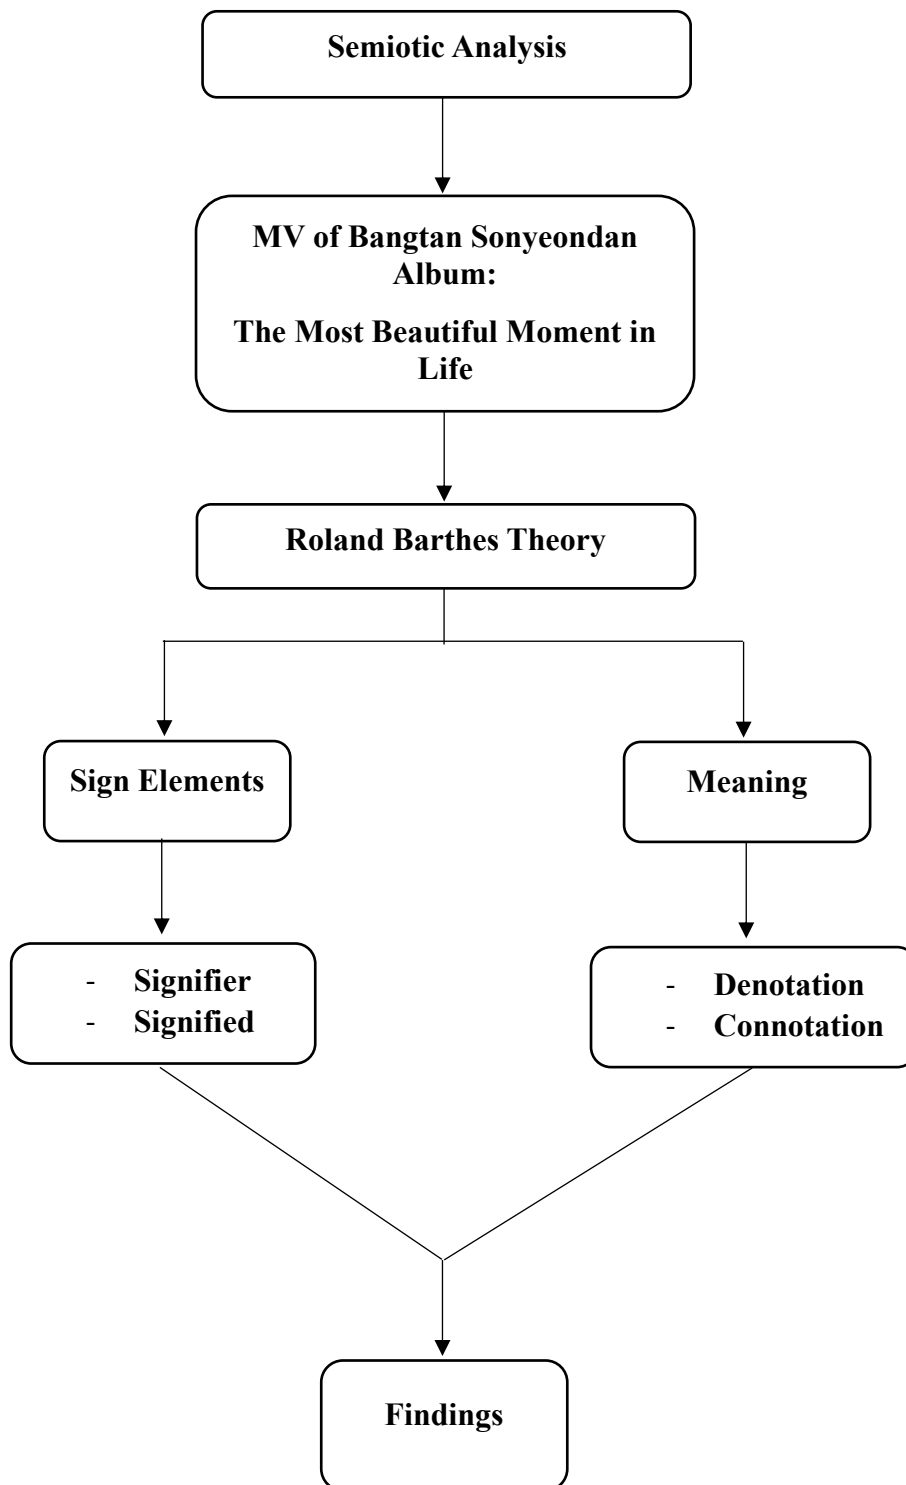 Semiotic Analysis
MV of Bangtan Sonyeondan
Album:
The Most Beautiful Moment in
Life
Roland Barthes Theory
Sign Elements
Meaning
- Signifier
- Signified
- Denotation
- Connotation
Findings